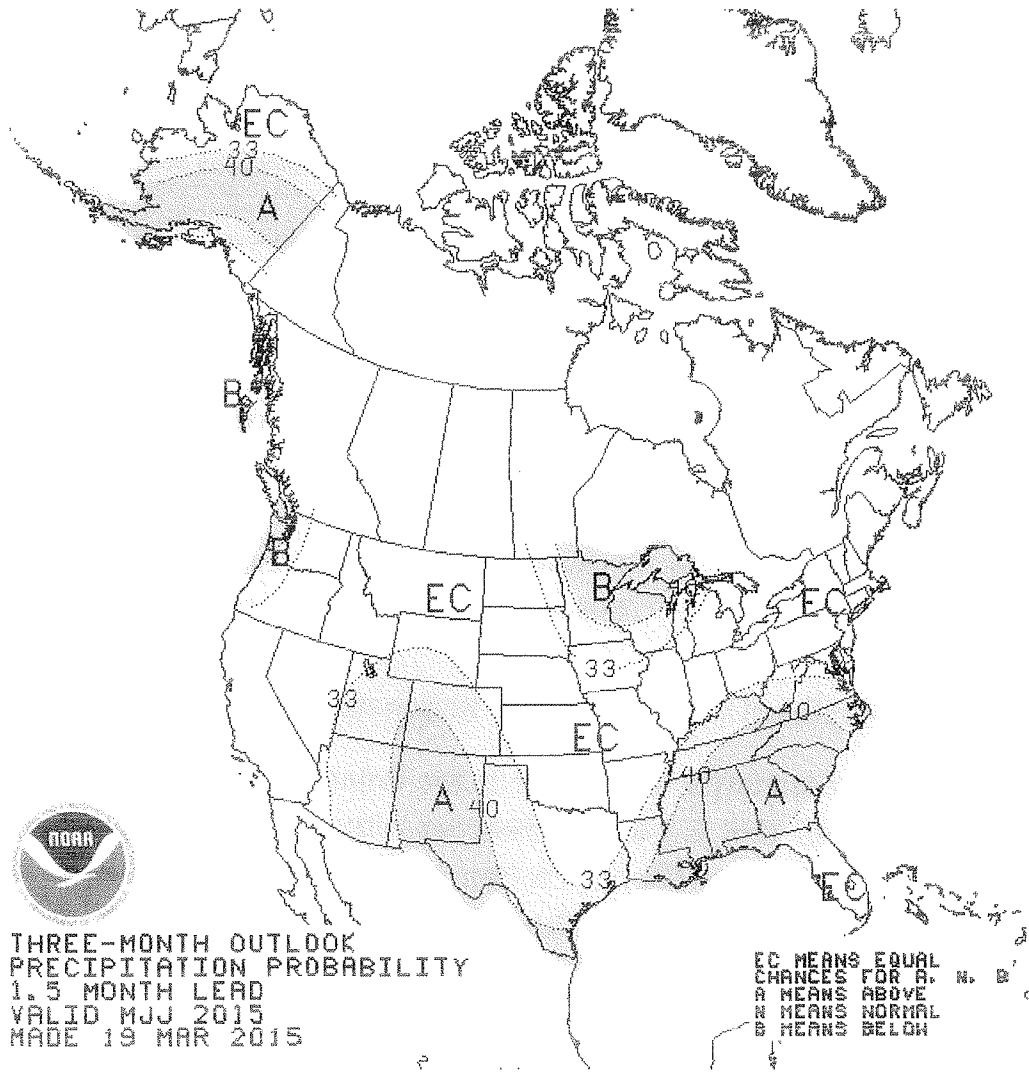 EC
33
40
A
B
B
EC
B
EC
33
33
40
EC
40
A
A
40
33
EC
NOAA
THREE-MONTH OUTLOOK
PRECIPITATION PROBABILITY
1.5 MONTH LEAD
VALID MJJ 2015
MADE 19 MAR 2015
EC MEANS EQUAL
CHANCES FOR A, N, B
A MEANS ABOVE
N MEANS NORMAL
B MEANS BELOW